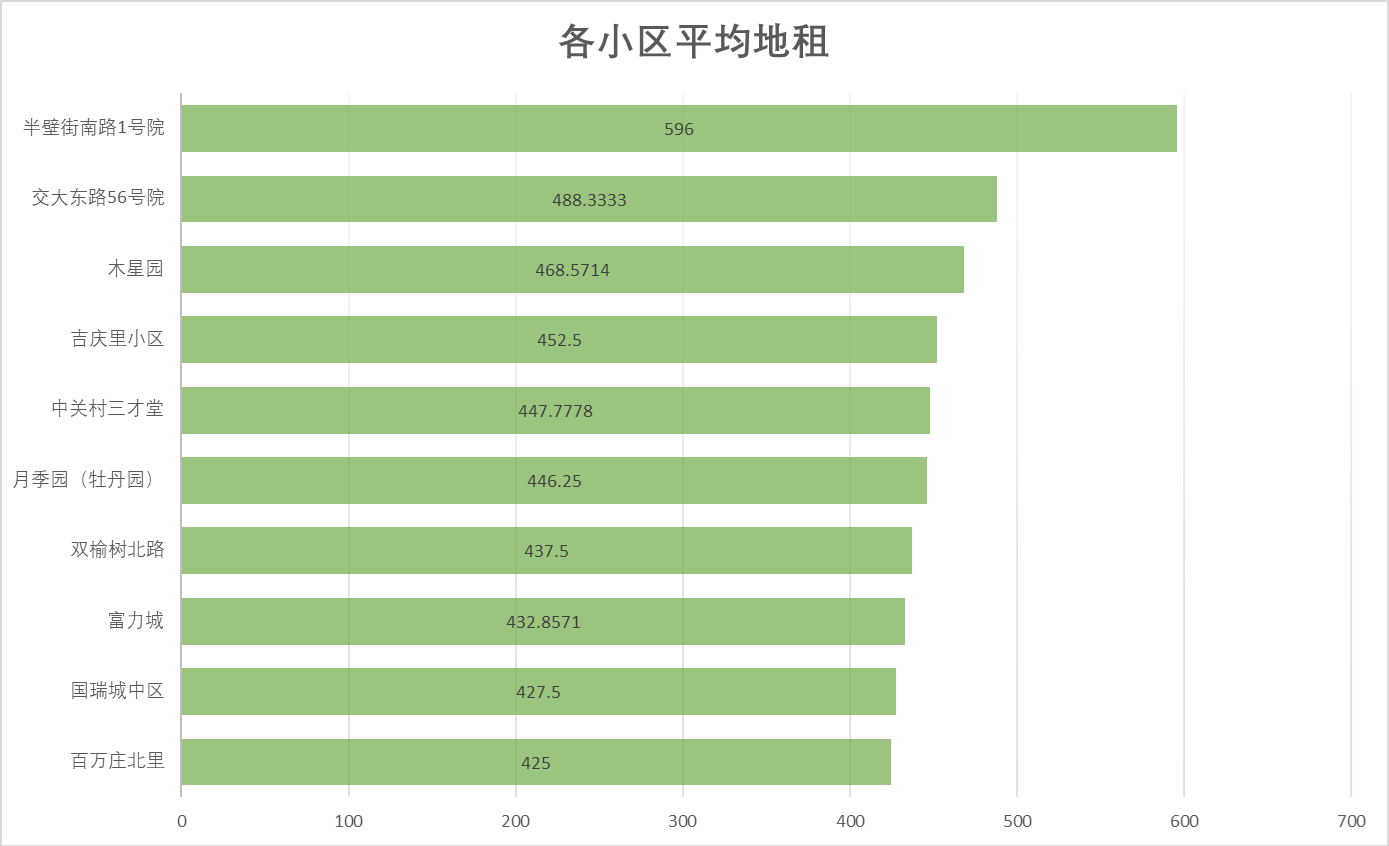 各小区平均地租
半壁街南路1号院
596
交大东路56号院
488.3333
木星园
468.5714
吉庆里小区
452.5
中关村三才堂
447.7778
月季园（牡丹园）
446.25
双榆树北路
437.5
富力城
432.8571
国瑞城中区
427.5
百万庄北里
425
0 100 200 300 400 500 600 700